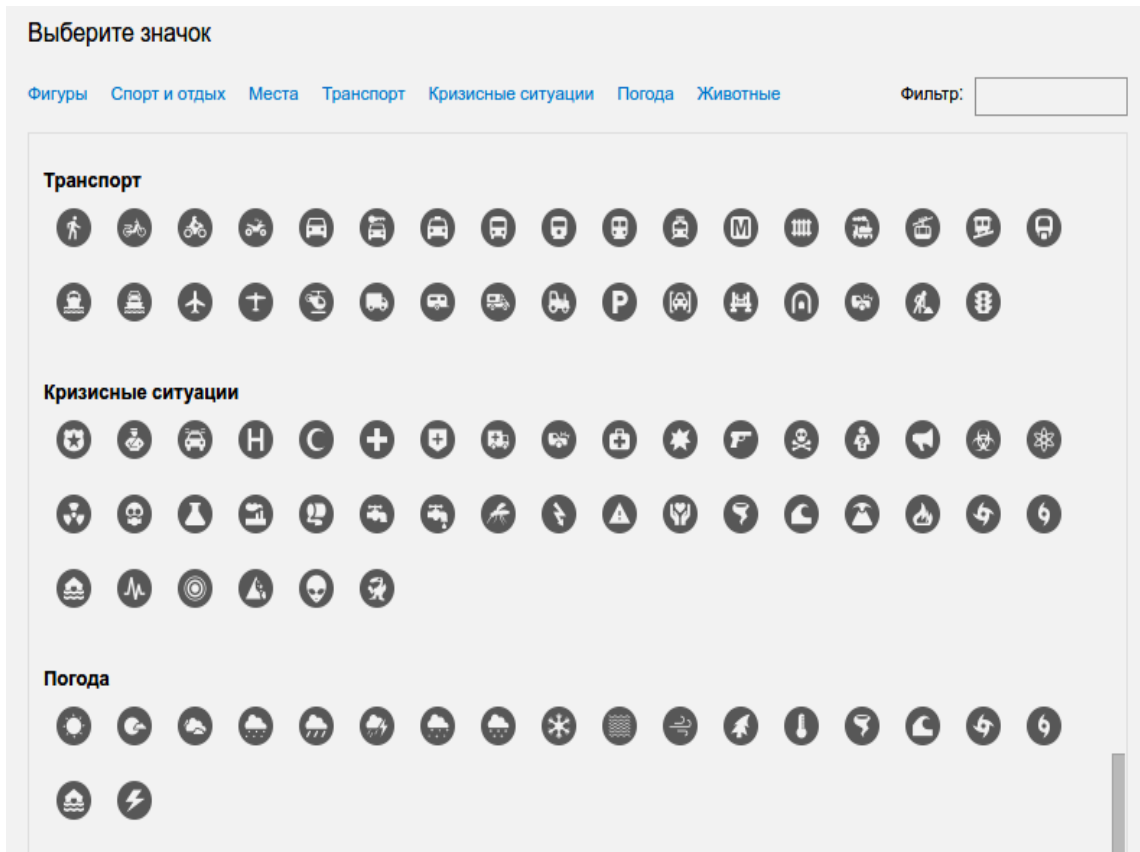 Выберите значок
Фигуры Спорт и отдых Места Транспорт Кризисные ситуации Погода Животные Фильтр:
Транспорт
M
P
Кризисные ситуации
H
Погода